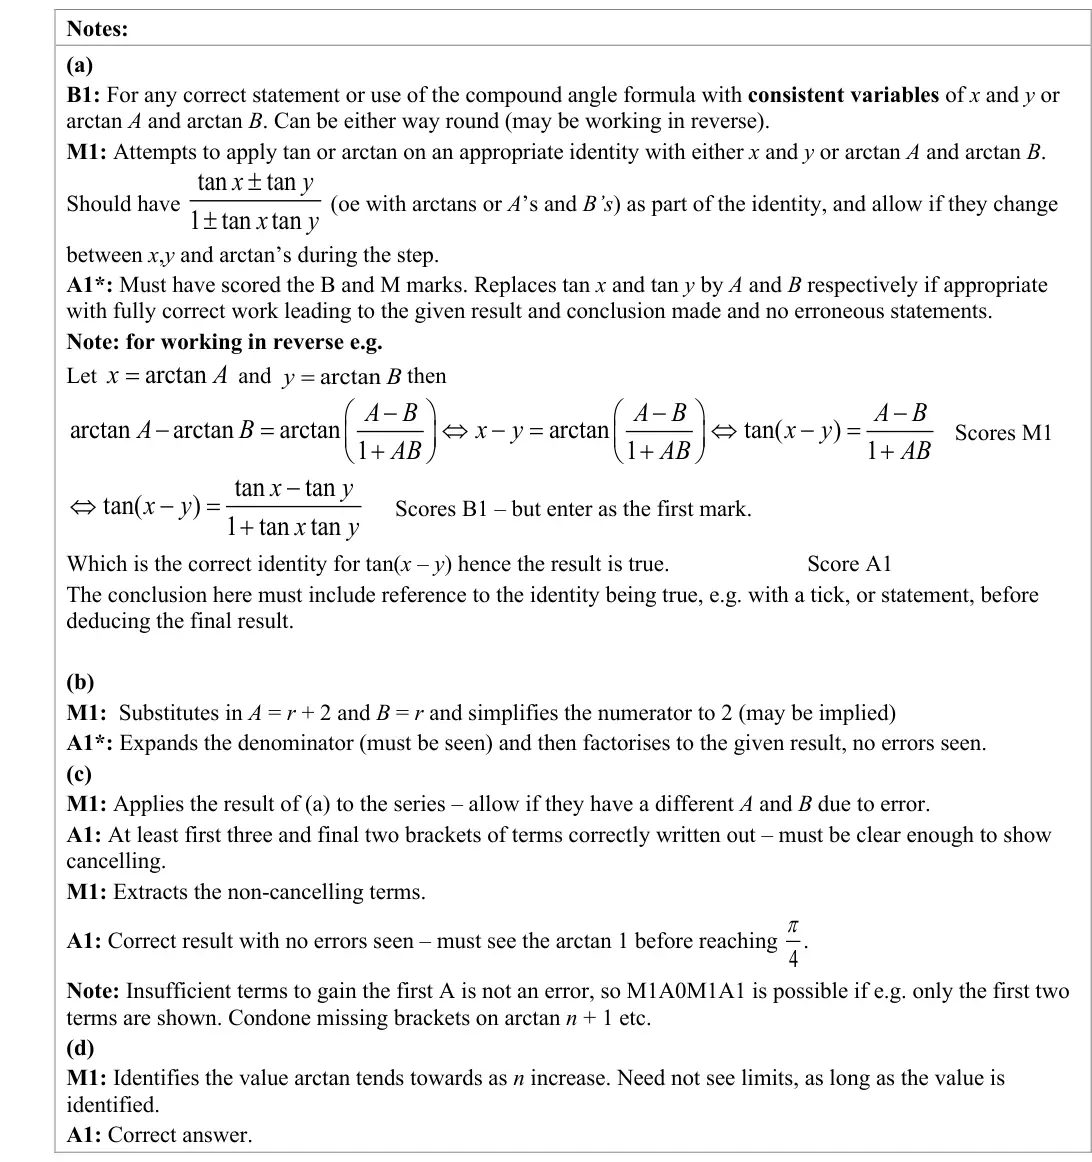 Notes:
(a)
B1: For any correct statement or use of the compound angle formula with consistent variables of x and y or
arctan A and arctan B. Can be either way round (may be working in reverse).
M1: Attempts to apply tan or arctan on an appropriate identity with either x and y or arctan A and arctan B.
Should have \frac{\tan x \pm \tan y}{1 \pm \tan x \tan y} (oe with arctans or A's and B's) as part of the identity, and allow if they change
between x,y and arctan's during the step.
A1*: Must have scored the B and M marks. Replaces tan x and tan y by A and B respectively if appropriate
with fully correct work leading to the given result and conclusion made and no erroneous statements.
Note: for working in reverse e.g.
Let x = arctan A and y = arctan B then
\arctan A - \arctan B = \arctan\left(\frac{A-B}{1+AB}\right) \Leftrightarrow x - y = \arctan\left(\frac{A-B}{1+AB}\right) \Leftrightarrow \tan(x-y) = \frac{A-B}{1+AB} Scores M1
\Leftrightarrow \tan(x-y) = \frac{\tan x - \tan y}{1 + \tan x \tan y} Scores B1 – but enter as the first mark.
Which is the correct identity for tan(x – y) hence the result is true. Score A1
The conclusion here must include reference to the identity being true, e.g. with a tick, or statement, before
deducing the final result.
(b)
M1: Substitutes in A = r + 2 and B = r and simplifies the numerator to 2 (may be implied)
A1*: Expands the denominator (must be seen) and then factorises to the given result, no errors seen.
(c)
M1: Applies the result of (a) to the series – allow if they have a different A and B due to error.
A1: At least first three and final two brackets of terms correctly written out – must be clear enough to show
cancelling.
M1: Extracts the non-cancelling terms.
A1: Correct result with no errors seen – must see the arctan 1 before reaching \frac{\pi}{4}.
Note: Insufficient terms to gain the first A is not an error, so M1A0M1A1 is possible if e.g. only the first two
terms are shown. Condone missing brackets on arctan n + 1 etc.
(d)
M1: Identifies the value arctan tends towards as n increase. Need not see limits, as long as the value is
identified.
A1: Correct answer.